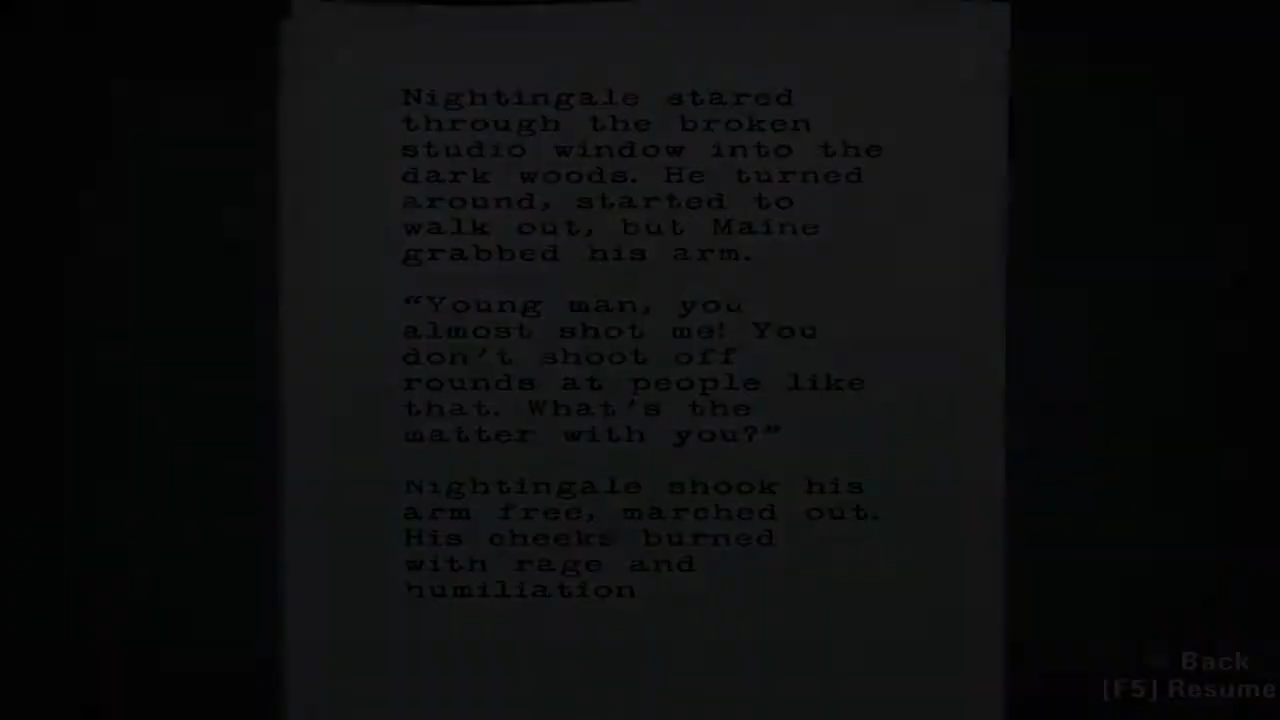 Nightingale stared
through the broken
studio window into the
dark woods. He turned
around, started to
walk out, but Maine
grabbed his arm.
“Young man, you
almost shot me! You
don’t shoot off
rounds at people like
that. What’s the
matter with you?”
Nightingale shook his
arm free, marched out.
His cheeks burned
with rage and
humiliation
Back
[F5] Resume